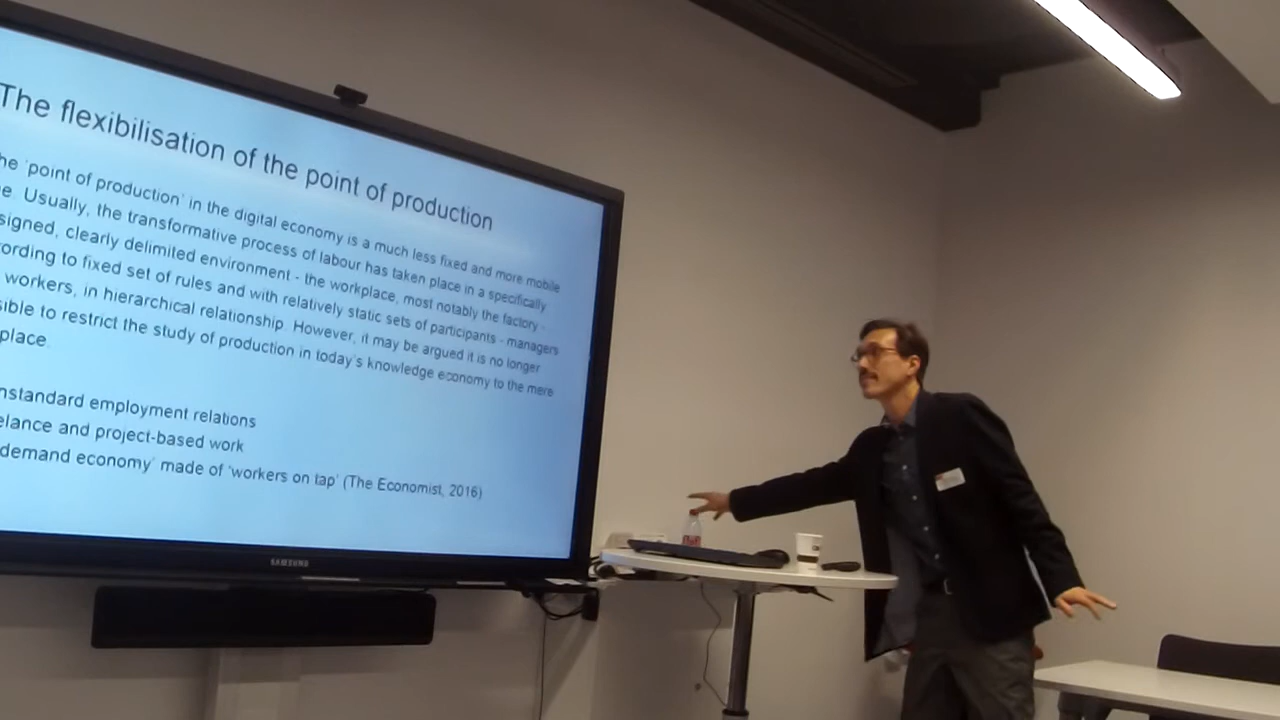 The flexibilisation of the point of production
he 'point of production' in the digital economy is a much less fixed and more mobile
e. Usually, the transformative process of labour has taken place in a specifically
signed, clearly delimited environment - the workplace, most notably the factory -
ording to fixed set of rules and with relatively static sets of participants - managers
workers, in hierarchical relationship. However, it may be argued it is no longer
sible to restrict the study of production in today's knowledge economy to the mere
place.
nstandard employment relations
elance and project-based work
demand economy' made of 'workers on tap' (The Economist, 2016)
SAMSUNG